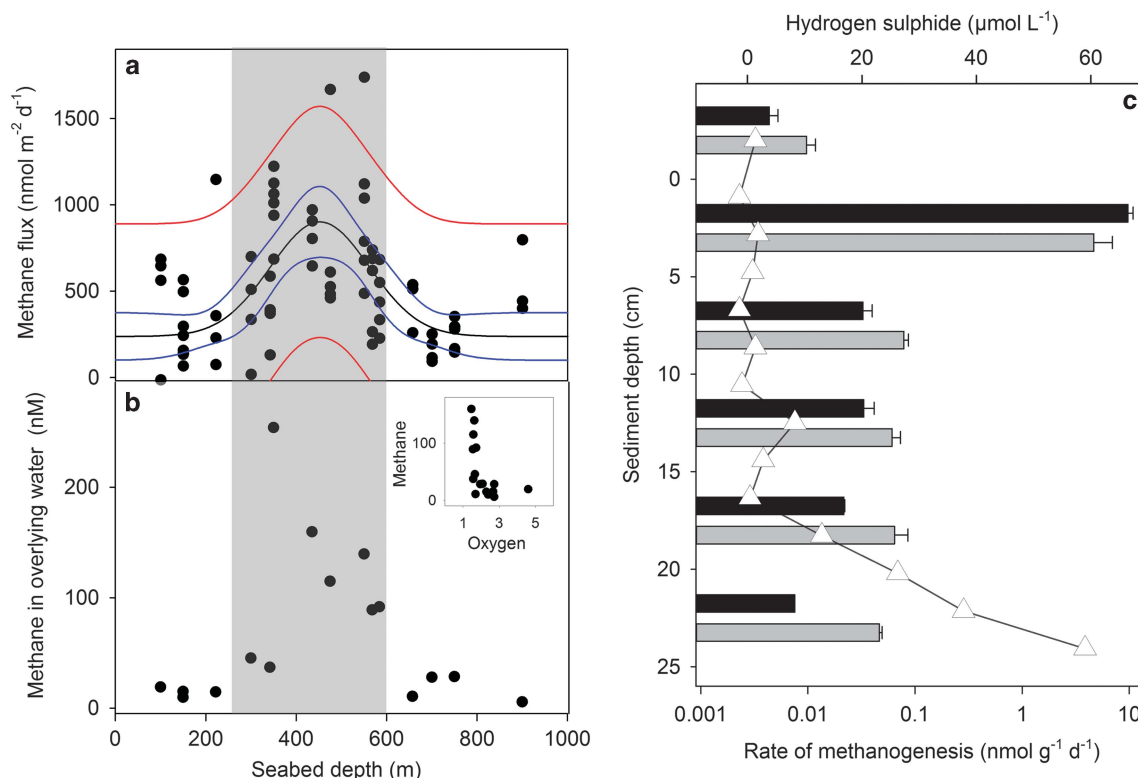 a
Methane flux (nmol m⁻² d⁻¹)
1500
1000
500
0
b
Methane in overlying water (nM)
200
100
0
Methane
100
0
1 3 5
Oxygen
0 200 400 600 800 1000
Seabed depth (m)
Hydrogen sulphide (µmol L⁻¹)
0 20 40 60
c
Sediment depth (cm)
0
5
10
15
20
25
0.001 0.01 0.1 1 10
Rate of methanogenesis (nmol g⁻¹ d⁻¹)